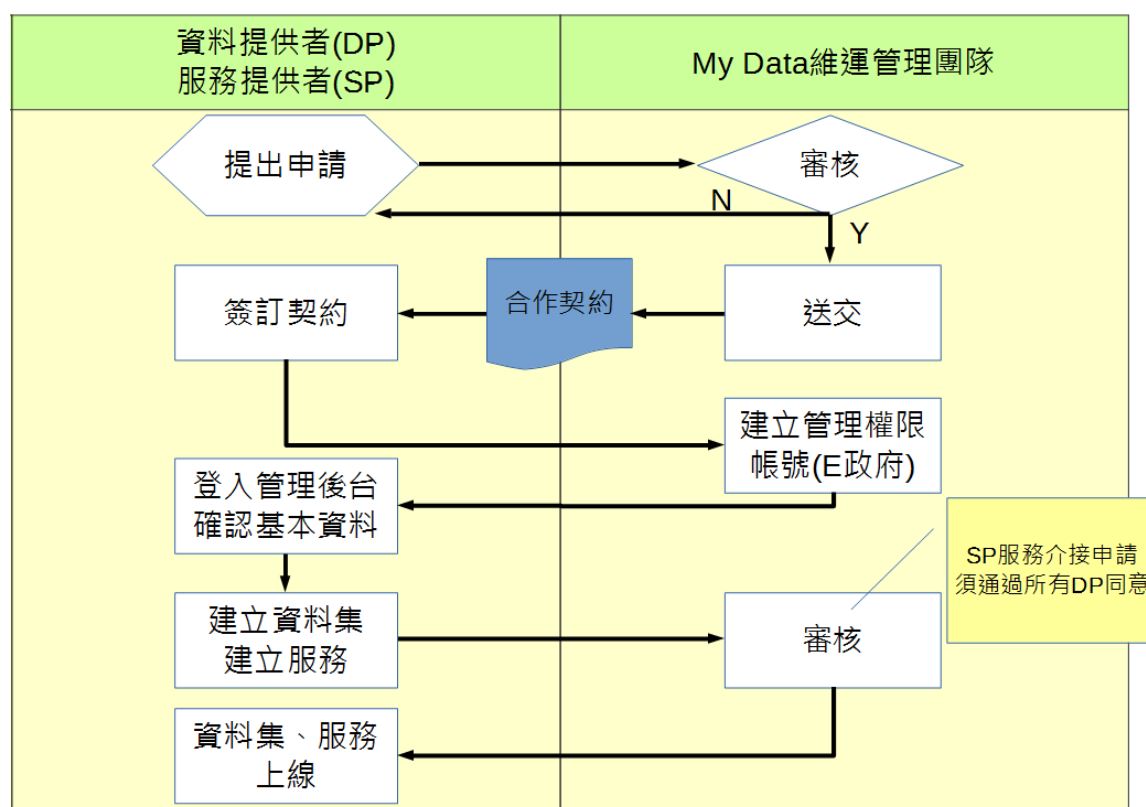 資料提供者(DP)
服務提供者(SP)
My Data維運管理團隊
提出申請
審核
N
Y
簽訂契約
合作契約
送交
建立管理權限
帳號(E政府)
登入管理後台
確認基本資料
SP服務介接申請
須通過所有DP同意
建立資料集
建立服務
審核
資料集、服務
上線